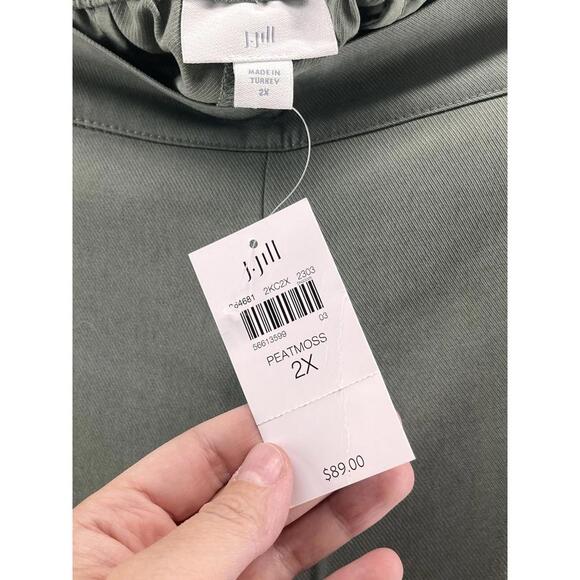 j.jill
MADE IN
TURKEY
2X
j.jill
2KC2X 2303
56613599 03
PEATMOSS
2X
$89.00